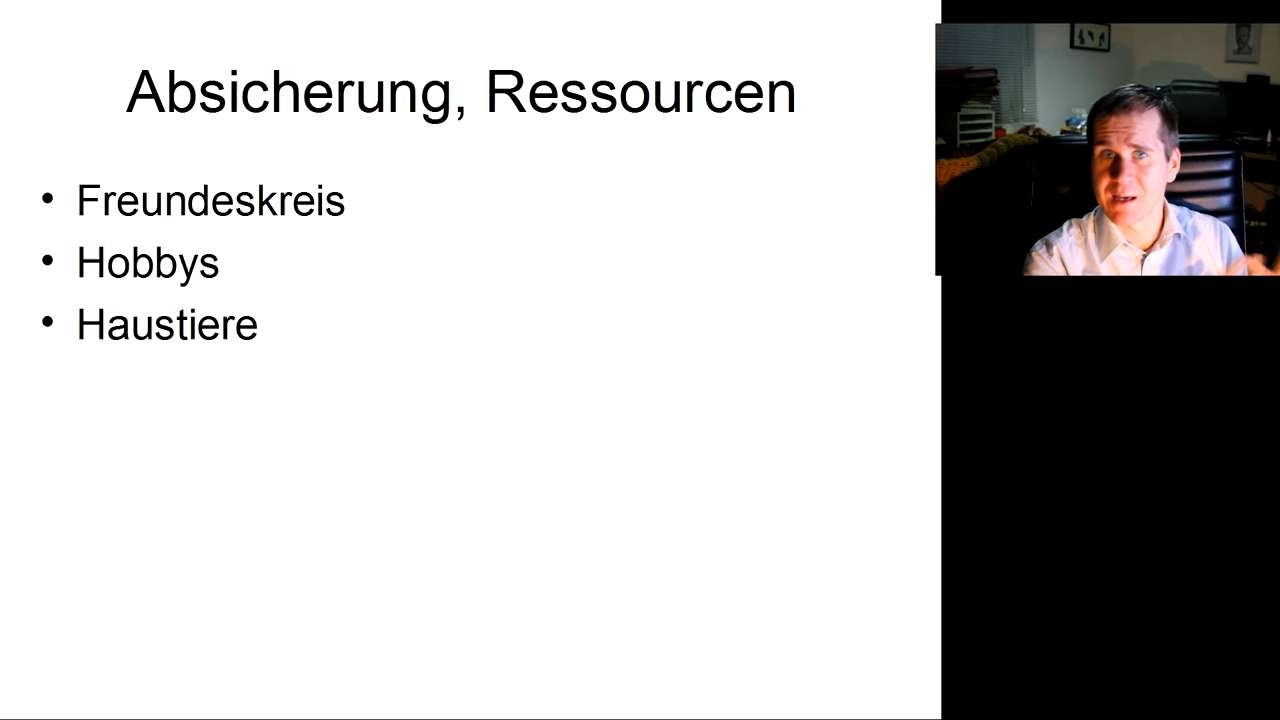 Absicherung, Ressourcen
• Freundeskreis
• Hobbys
• Haustiere